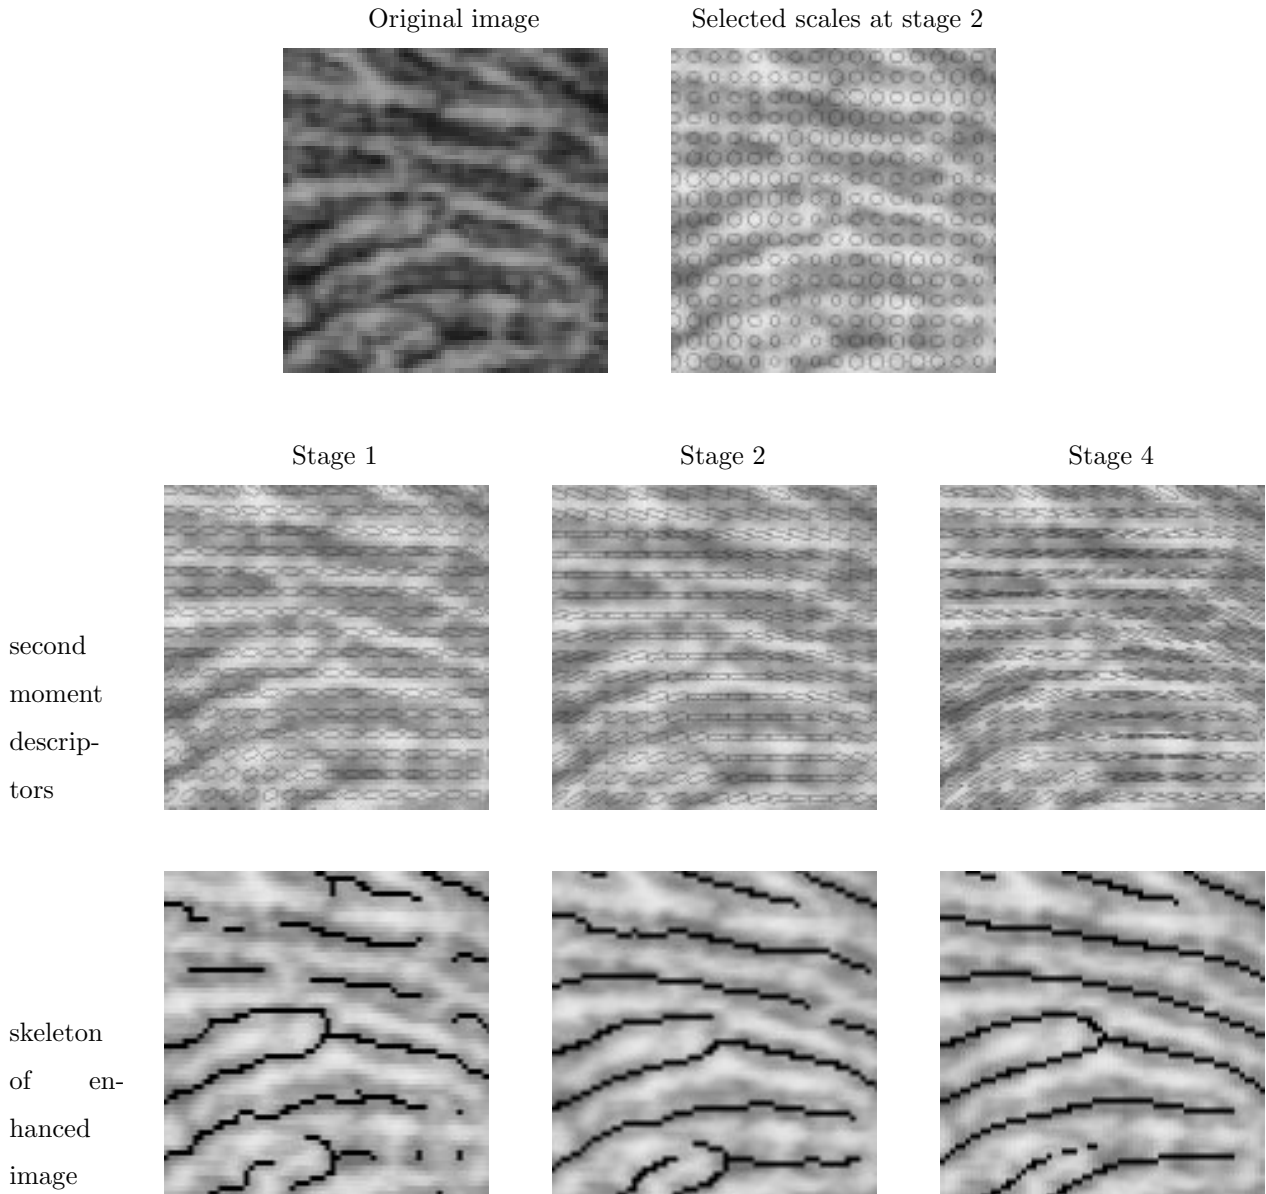 Original image
Selected scales at stage 2
Stage 1
Stage 2
Stage 4
second
moment
descrip-
tors
skeleton
of en-
hanced
image